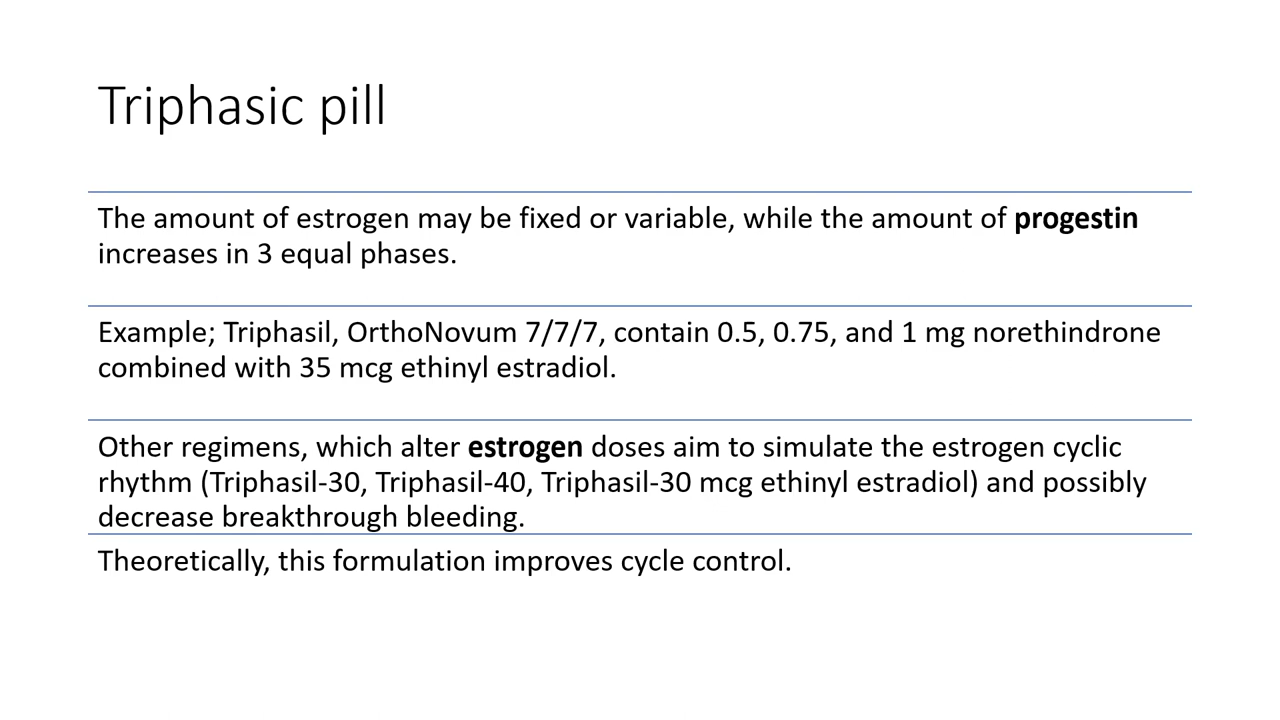 Triphasic pill
The amount of estrogen may be fixed or variable, while the amount of progestin
increases in 3 equal phases.
Example; Triphasil, OrthoNovum 7/7/7, contain 0.5, 0.75, and 1 mg norethindrone
combined with 35 mcg ethinyl estradiol.
Other regimens, which alter estrogen doses aim to simulate the estrogen cyclic
rhythm (Triphasil-30, Triphasil-40, Triphasil-30 mcg ethinyl estradiol) and possibly
decrease breakthrough bleeding.
Theoretically, this formulation improves cycle control.